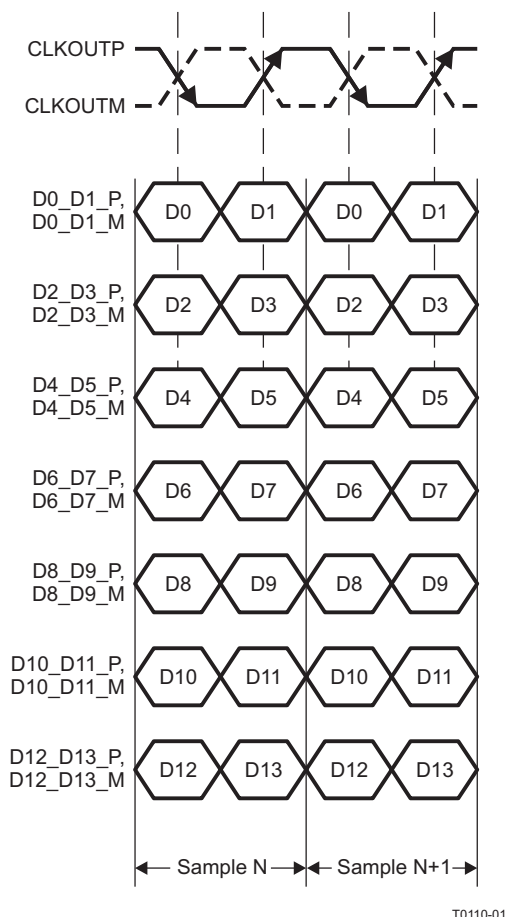 CLKOUTP
CLKOUTM
D0_D1_P,
D0_D1_M
D0 D1 D0 D1
D2_D3_P,
D2_D3_M
D2 D3 D2 D3
D4_D5_P,
D4_D5_M
D4 D5 D4 D5
D6_D7_P,
D6_D7_M
D6 D7 D6 D7
D8_D9_P,
D8_D9_M
D8 D9 D8 D9
D10_D11_P,
D10_D11_M
D10 D11 D10 D11
D12_D13_P,
D12_D13_M
D12 D13 D12 D13
Sample N Sample N+1
T0110-01